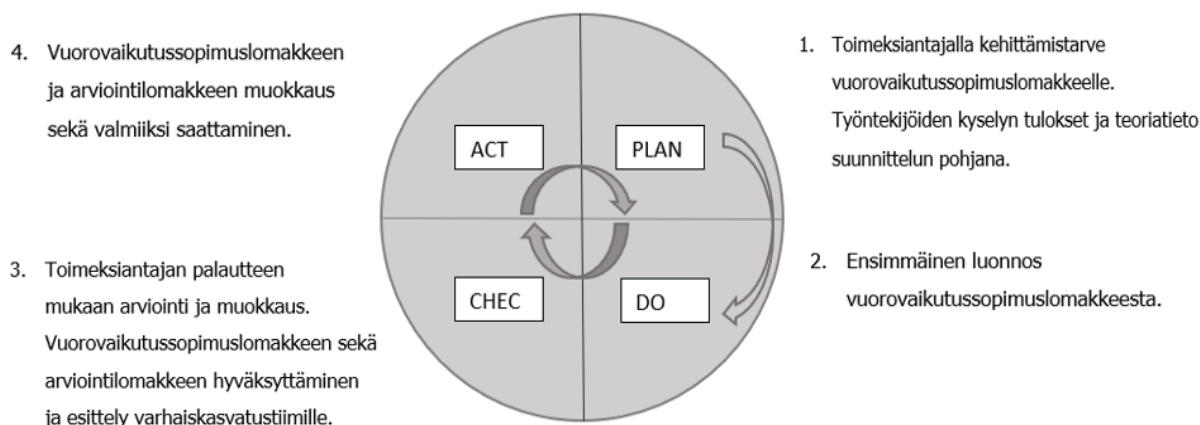 4. Vuorovaikutussopimuslomakkeen
ja arviointilomakkeen muokkaus
sekä valmiiksi saattaminen.
1. Toimeksiantajalla kehittämistarve
vuorovaikutussopimuslomakkeelle.
Työntekijöiden kyselyn tulokset ja teoriatieto
suunnittelun pohjana.
ACT
PLAN
3. Toimeksiantajan palautteen
mukaan arviointi ja muokkaus.
Vuorovaikutussopimuslomakkeen sekä
arviointilomakkeen hyväksyttäminen
ja esittely varhaiskasvatustiimille.
CHEC
DO
2. Ensimmäinen luonnos
vuorovaikutussopimuslomakkeesta.